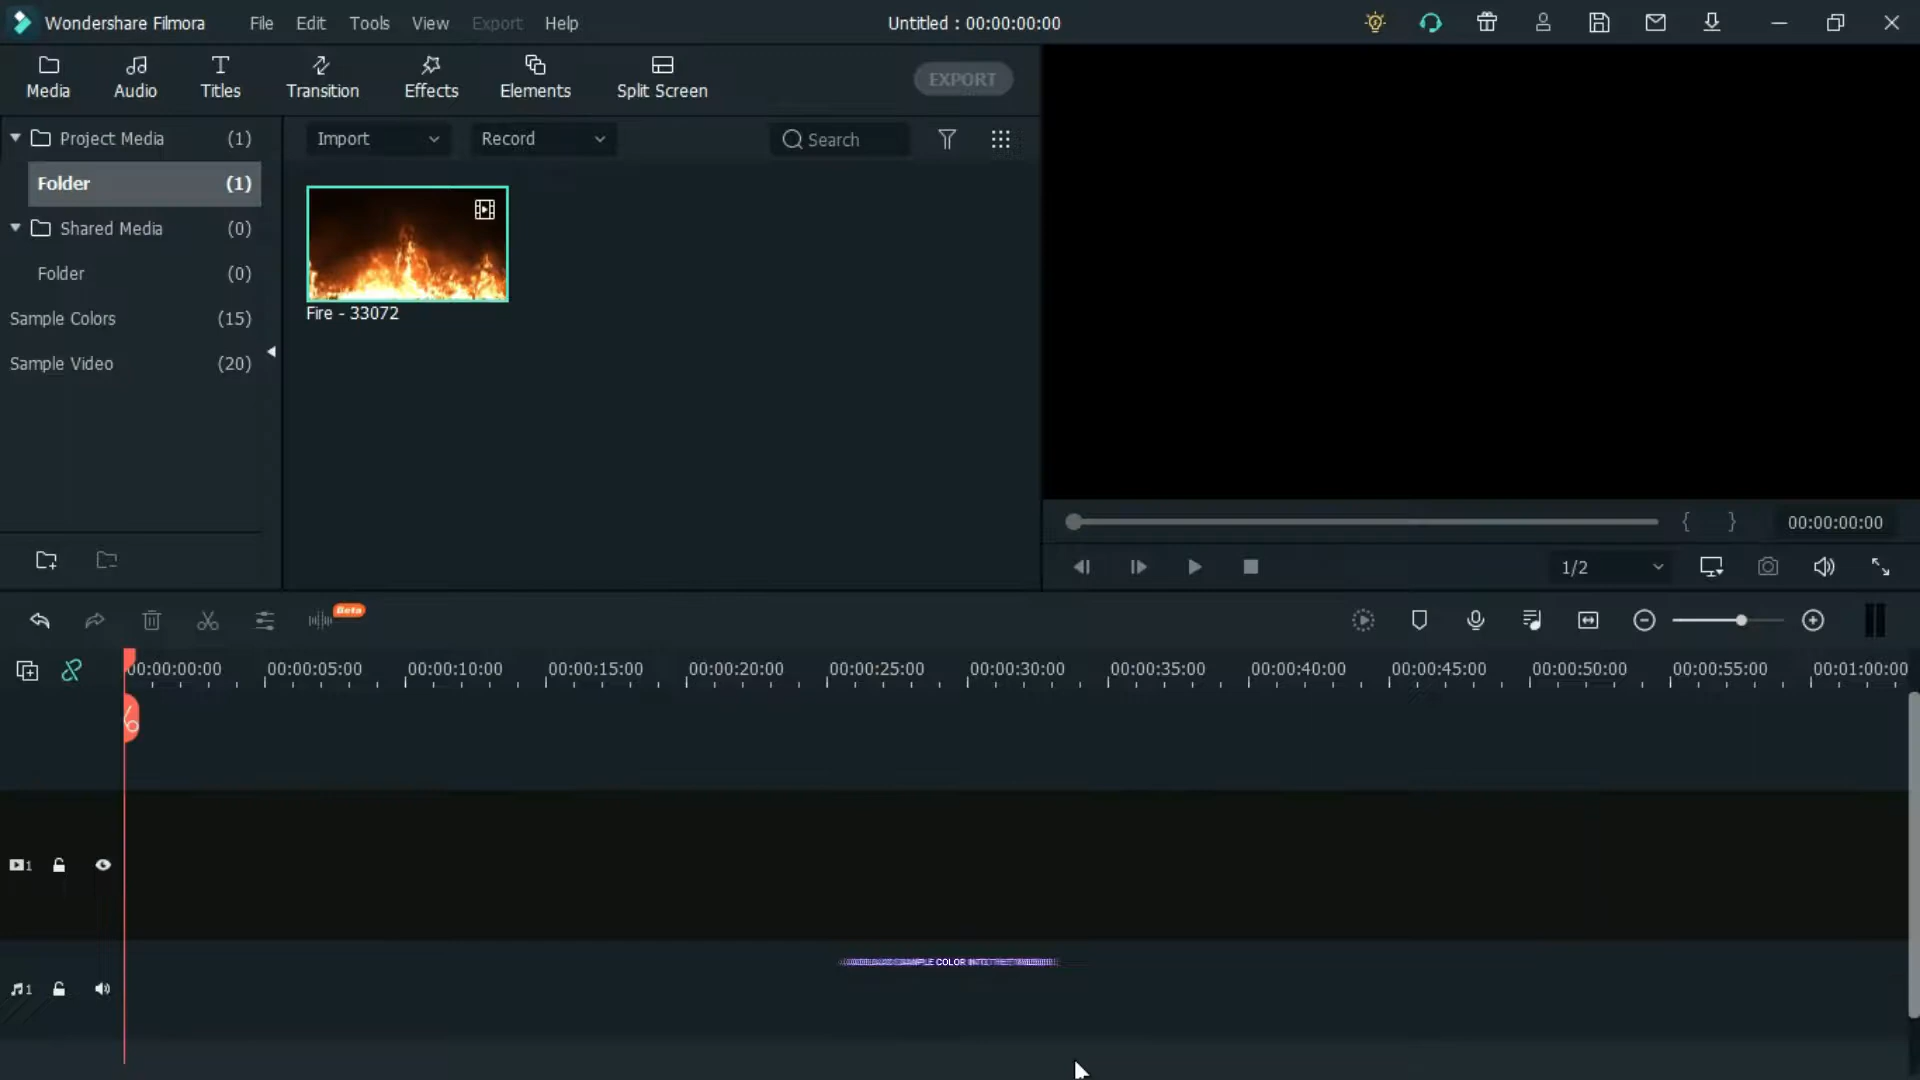 Wondershare Filmora File Edit Tools View Export Help Untitled : 00:00:00:00
Media Audio Titles Transition Effects Elements Split Screen EXPORT
Project Media (1) Import Record Search
Folder (1)
Shared Media (0)
Folder (0)
Sample Colors (15)
Sample Video (20)
Fire - 33072
{ } 00:00:00:00
1/2
Beta
00:00:00:00 00:00:05:00 00:00:10:00 00:00:15:00 00:00:20:00 00:00:25:00 00:00:30:00 00:00:35:00 00:00:40:00 00:00:45:00 00:00:50:00 00:00:55:00 00:01:00:00
1
COLOR
1